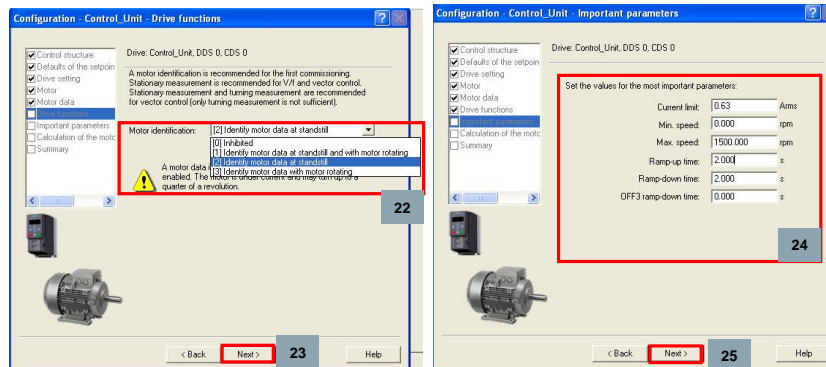 Configuration - Control_Unit - Drive functions
Control structure
Defaults of the setpoin
Drive setting
Motor
Motor data
Drive functions
Important parameters
Calculation of the motc
Summary
Drive: Control_Unit, DDS 0, CDS 0
A motor identification is recommended for the first commissioning.
Stationary measurement is recommended for V/f and vector control.
Stationary measurement and turning measurement are recommended
for vector control (only turning measurement is not sufficient).
Motor identification:
[2] Identify motor data at standstill
[0] Inhibited
[1] Identify motor data at standstill and with motor rotating
[2] Identify motor data at standstill
[3] Identify motor data with motor rotating
A motor data i
enabled. The motor is under current and may turn up to a
quarter of a revolution.
22
< Back
Next >
23
Help
Configuration - Control_Unit - Important parameters
Control structure
Defaults of the setpoin
Drive setting
Motor
Motor data
Drive functions
Important parameters
Calculation of the motc
Summary
Drive: Control_Unit, DDS 0, CDS 0
Set the values for the most important parameters:
Current limit: 0.63 Arms
Min. speed: 0.000 rpm
Max. speed: 1500.000 rpm
Ramp-up time: 2.000 s
Ramp-down time: 2.000 s
OFF3 ramp-down time: 0.000 s
24
< Back
Next >
25
Help